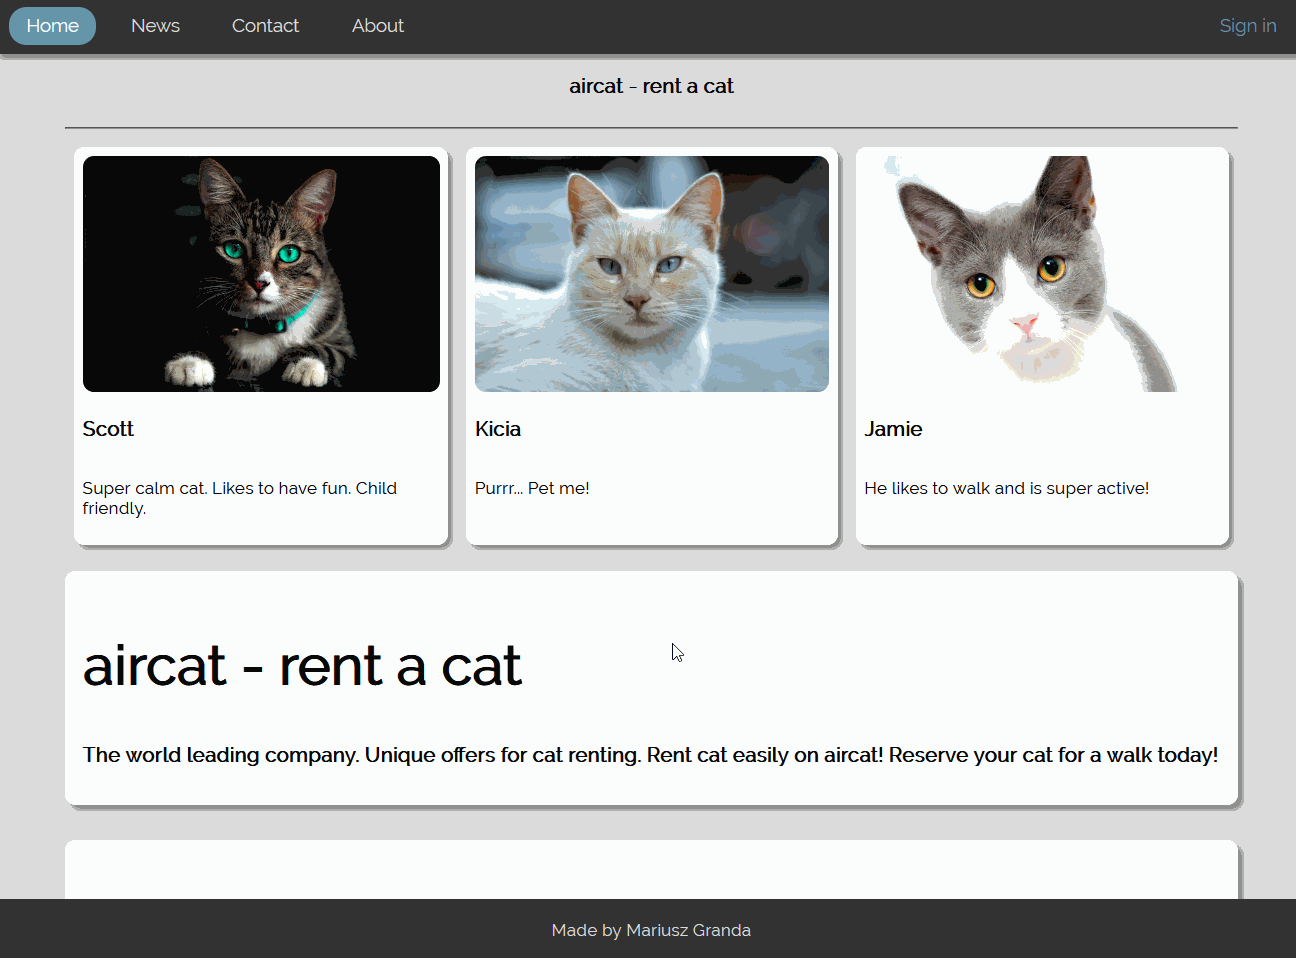 Home News Contact About Sign in
aircat - rent a cat
Scott
Super calm cat. Likes to have fun. Child
friendly.
Kicia
Purrr... Pet me!
Jamie
He likes to walk and is super active!
aircat - rent a cat
The world leading company. Unique offers for cat renting. Rent cat easily on aircat! Reserve your cat for a walk today!
Made by Mariusz Granda